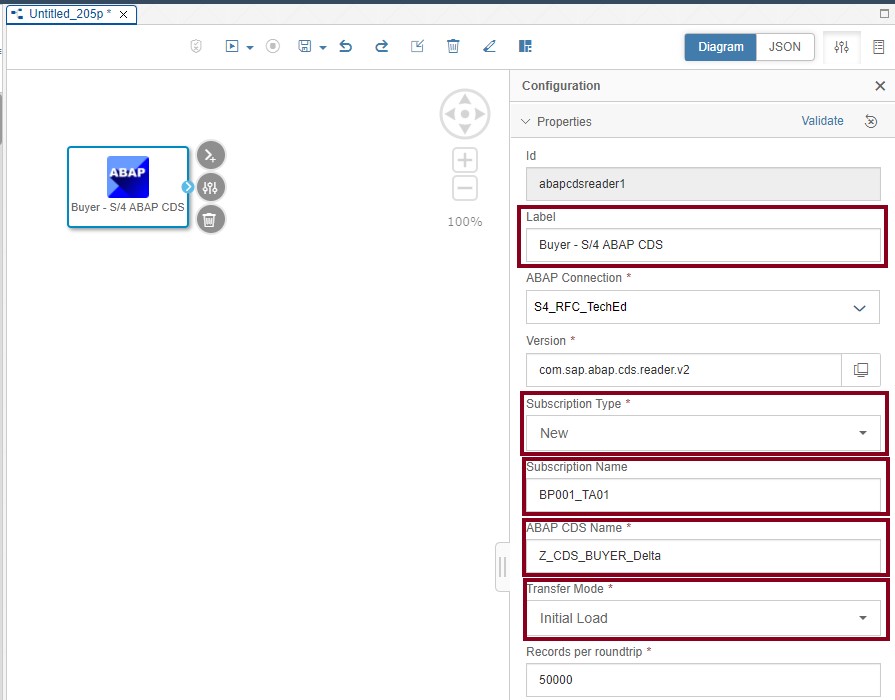 Untitled_205p *
Diagram
JSON
Configuration
Properties
Validate
Id
abapcdsreader1
ABAP
Buyer - S/4 ABAP CDS
100%
Label
Buyer - S/4 ABAP CDS
ABAP Connection *
S4_RFC_TechEd
Version *
com.sap.abap.cds.reader.v2
Subscription Type *
New
Subscription Name
BP001_TA01
ABAP CDS Name *
Z_CDS_BUYER_Delta
Transfer Mode *
Initial Load
Records per roundtrip *
50000